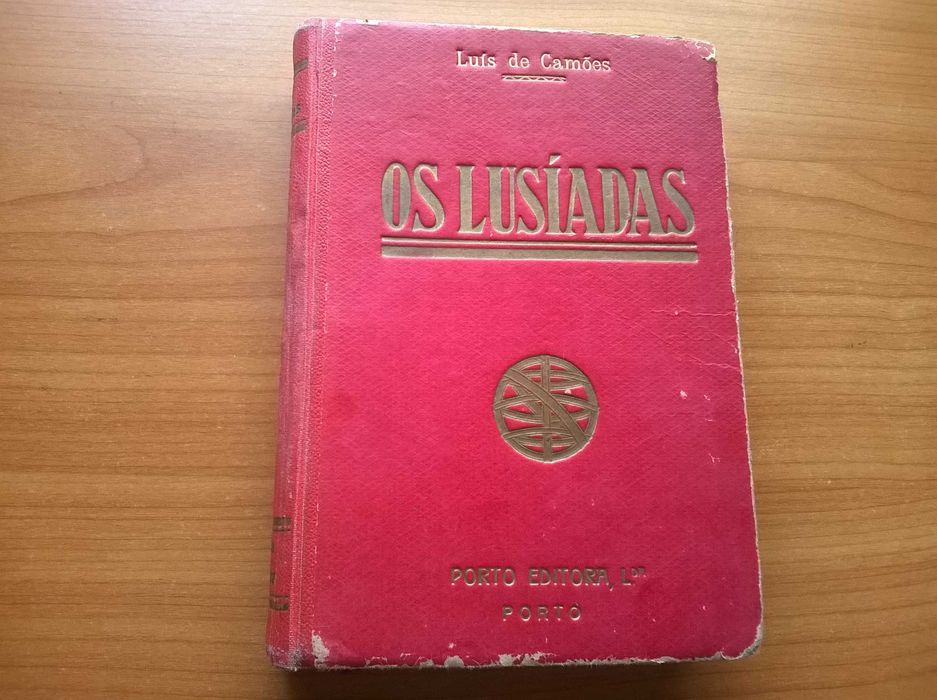 Luís de Camões
OS LUSÍADAS
PORTO EDITORA, L.DA
PORTO